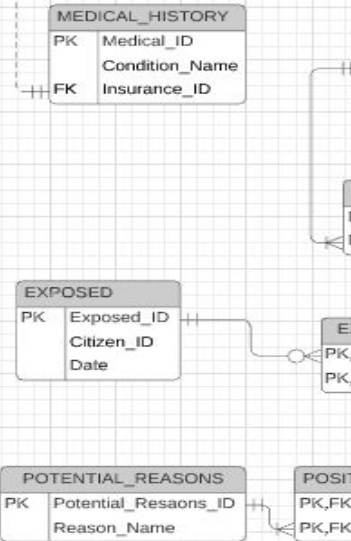 MEDICAL_HISTORY
PK Medical_ID
Condition_Name
FK Insurance_ID
EXPOSED
PK Exposed_ID
Citizen_ID
Date
PK,
PK,
POTENTIAL_REASONS
PK Potential_Resaons_ID
Reason_Name
POSIT
PK,FK
PK,FK